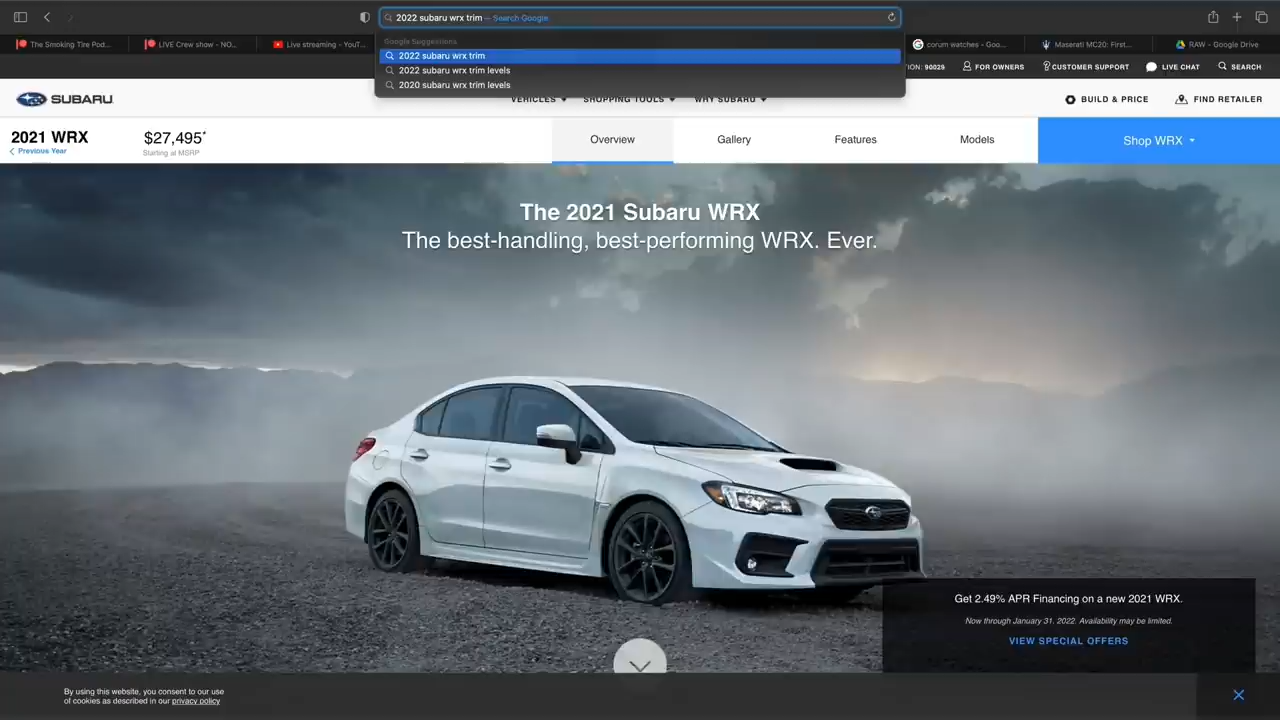 2022 subaru wrx trim — Search Google
The Smoking Tire Pod...
LIVE Crew show - NO...
Live streaming - YouT...
corum watches - Goo...
Maserati MC20: First...
RAW - Google Drive
Google Suggestions
2022 subaru wrx trim
2022 subaru wrx trim levels
2020 subaru wrx trim levels
ION: 90029
FOR OWNERS
CUSTOMER SUPPORT
LIVE CHAT
SEARCH
SUBARU
VEHICLES
SHOPPING TOOLS
WHY SUBARU
BUILD & PRICE
FIND RETAILER
2021 WRX
Previous Year
$27,495*
Starting at MSRP
Overview
Gallery
Features
Models
Shop WRX
The 2021 Subaru WRX
The best-handling, best-performing WRX. Ever.
Get 2.49% APR Financing on a new 2021 WRX.
Now through January 31, 2022. Availability may be limited.
VIEW SPECIAL OFFERS
By using this website, you consent to our use
of cookies as described in our privacy policy